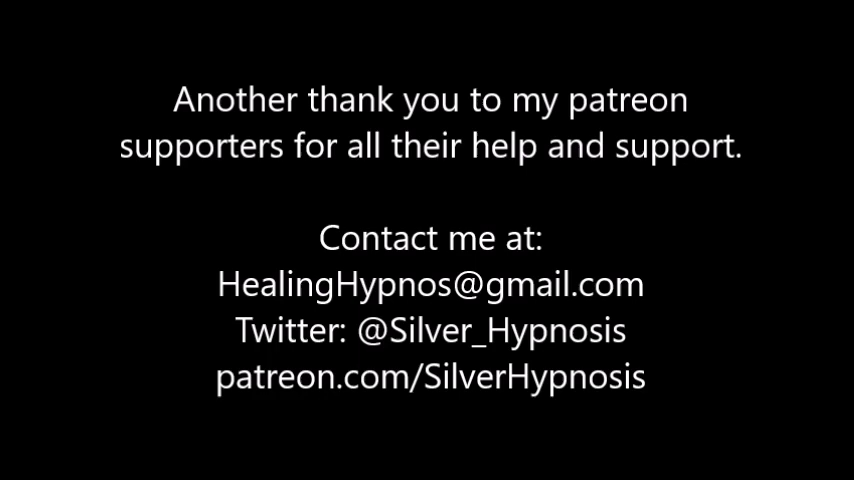 Another thank you to my patreon
supporters for all their help and support.
Contact me at:
HealingHypnos@gmail.com
Twitter: @Silver_Hypnosis
patreon.com/SilverHypnosis